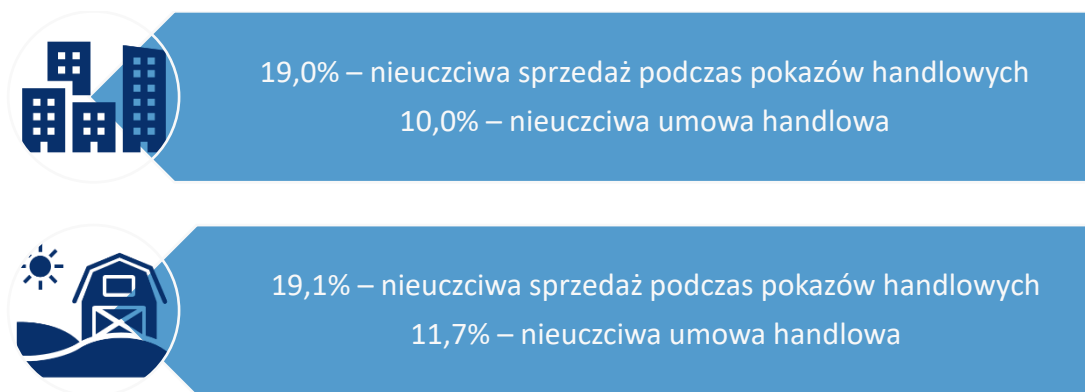 19,0% – nieuczciwa sprzedaż podczas pokazów handlowych
10,0% – nieuczciwa umowa handlowa
19,1% – nieuczciwa sprzedaż podczas pokazów handlowych
11,7% – nieuczciwa umowa handlowa